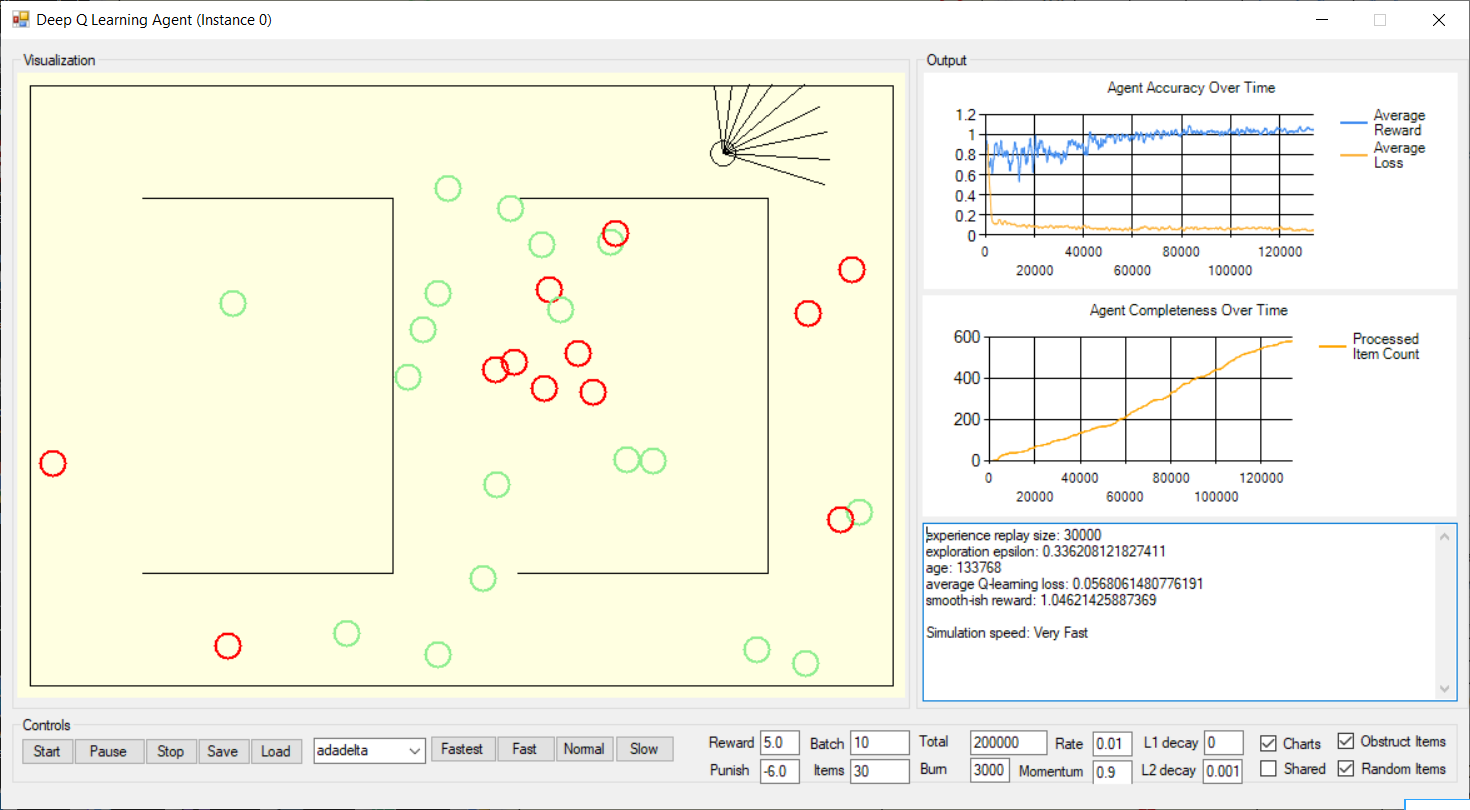 Deep Q Learning Agent (Instance 0)
Visualization
Output
Agent Accuracy Over Time
1.2
1
0.8
0.6
0.4
0.2
0
0 40000 80000 120000
20000 60000 100000
Average
Reward
Average
Loss
Agent Completeness Over Time
600
400
200
0
0 40000 80000 120000
20000 60000 100000
Processed
Item Count
experience replay size: 30000
exploration epsilon: 0.336208121827411
age: 133768
average Q-learning loss: 0.0568061480776191
smooth-ish reward: 1.04621425887369
Simulation speed: Very Fast
Controls
Start Pause Stop Save Load adadelta Fastest Fast Normal Slow
Reward 5.0 Batch 10 Total 200000 Rate 0.01 L1 decay 0 Charts Obstruct Items
Punish -6.0 Items 30 Burn 3000 Momentum 0.9 L2 decay 0.001 Shared Random Items